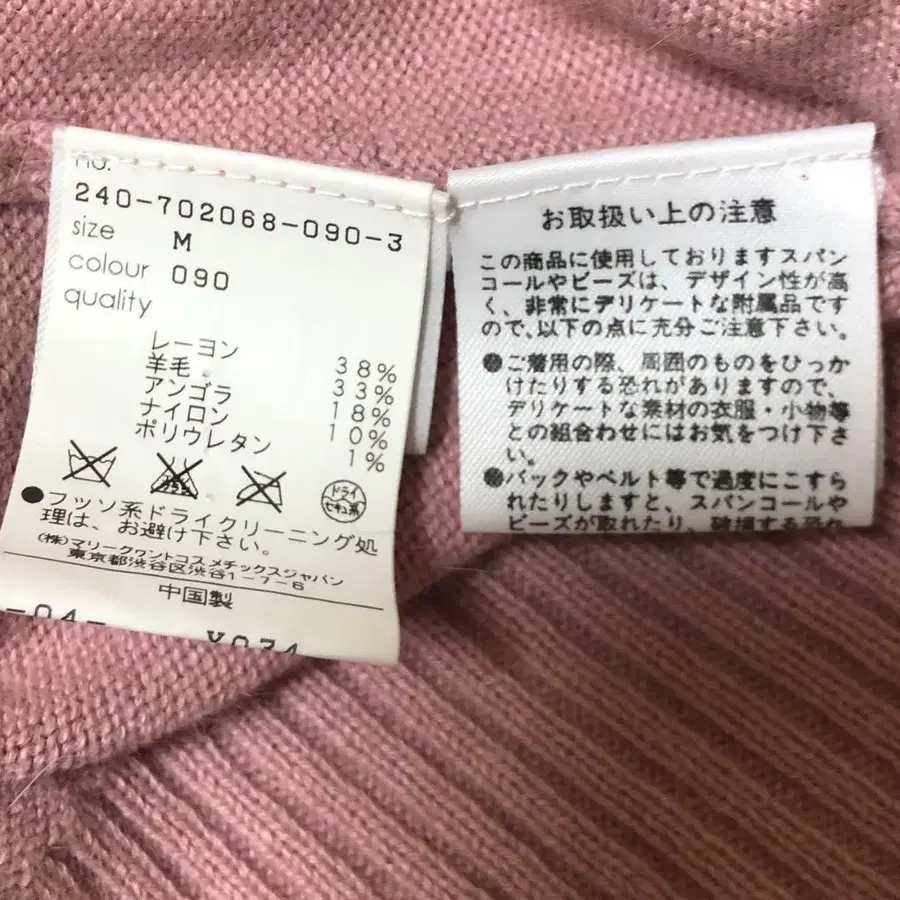 no.
240-702068-090-3
size M
colour 090
quality
レーヨン 38%
羊毛 33%
アンゴラ 18%
ナイロン 10%
ポリウレタン 1%
ドライ
セキユ系
●フッソ系ドライクリーニング処
理は、お避け下さい。
(株)マリークヮントコスメチックスジャパン
東京都渋谷区渋谷1-7-6
中国製
-04- Y034
お取扱い上の注意
この商品に使用しておりますスパン
コールやビーズは、デザイン性が高
く、非常にデリケートな附属品です
ので、以下の点に充分ご注意下さい。
●ご着用の際、周囲のものをひっか
けたりする恐れがありますので、
デリケートな素材の衣服・小物等
との組合わせにはお気をつけ下さ
い。
●バックやベルト等で過度にこすら
れたりしますと、スパンコールや
ビーズが取れたり、破損する恐れ